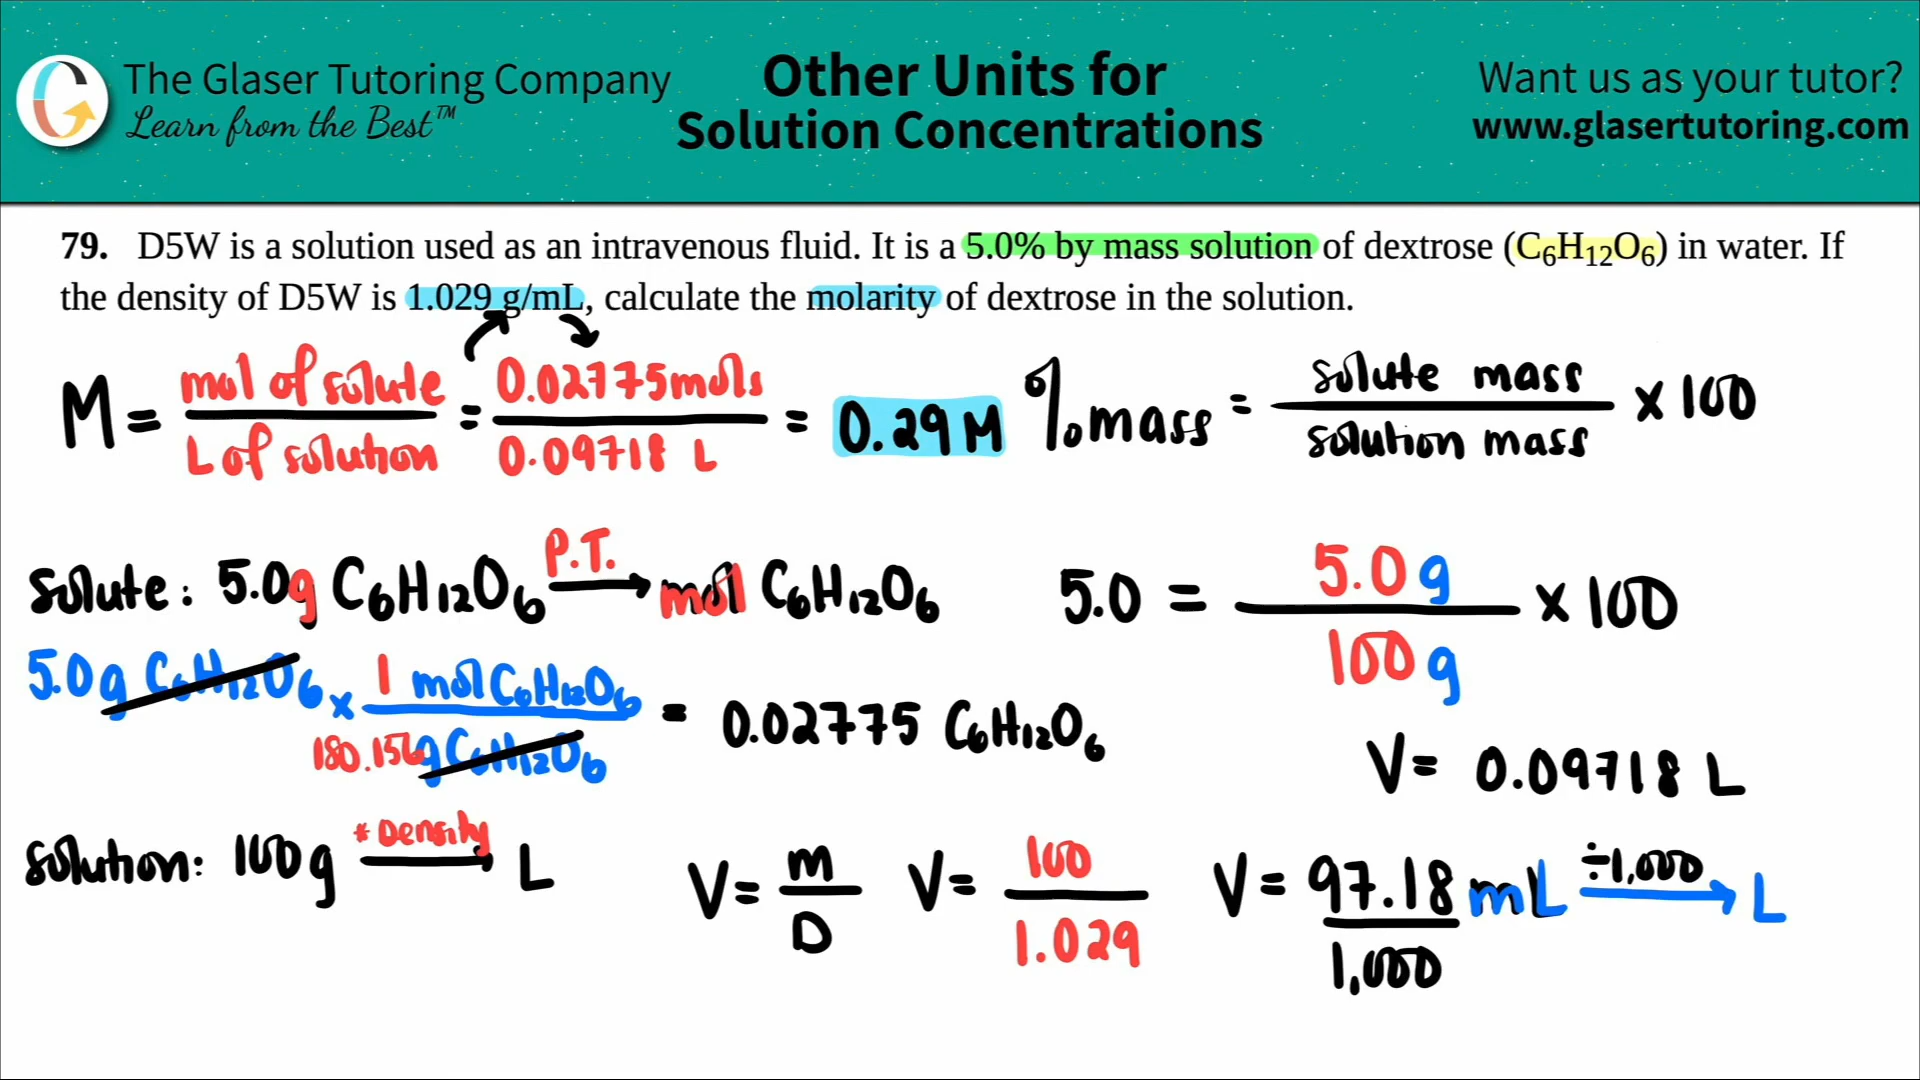 The Glaser Tutoring Company
Learn from the Best™
Other Units for
Solution Concentrations
Want us as your tutor?
www.glasertutoring.com
79. D5W is a solution used as an intravenous fluid. It is a 5.0% by mass solution of dextrose (C₆H₁₂O₆) in water. If
the density of D5W is 1.029 g/mL, calculate the molarity of dextrose in the solution.
M = mol of solute / L of solution = 0.02775 mols / 0.09718 L = 0.29 M
% mass = solute mass / solution mass x 100
Solute: 5.0g C₆H₁₂O₆ P.T. → mol C₆H₁₂O₆
5.0 = 5.0g / 100g x 100
5.0g C₆H₁₂O₆ x 1 mol C₆H₁₂O₆ / 180.156g C₆H₁₂O₆ = 0.02775 C₆H₁₂O₆
V = 0.09718 L
Solution: 100g *Density → L
V = m / D
V = 100 / 1.029
V = 97.18 mL / 1,000 ÷1,000 → L